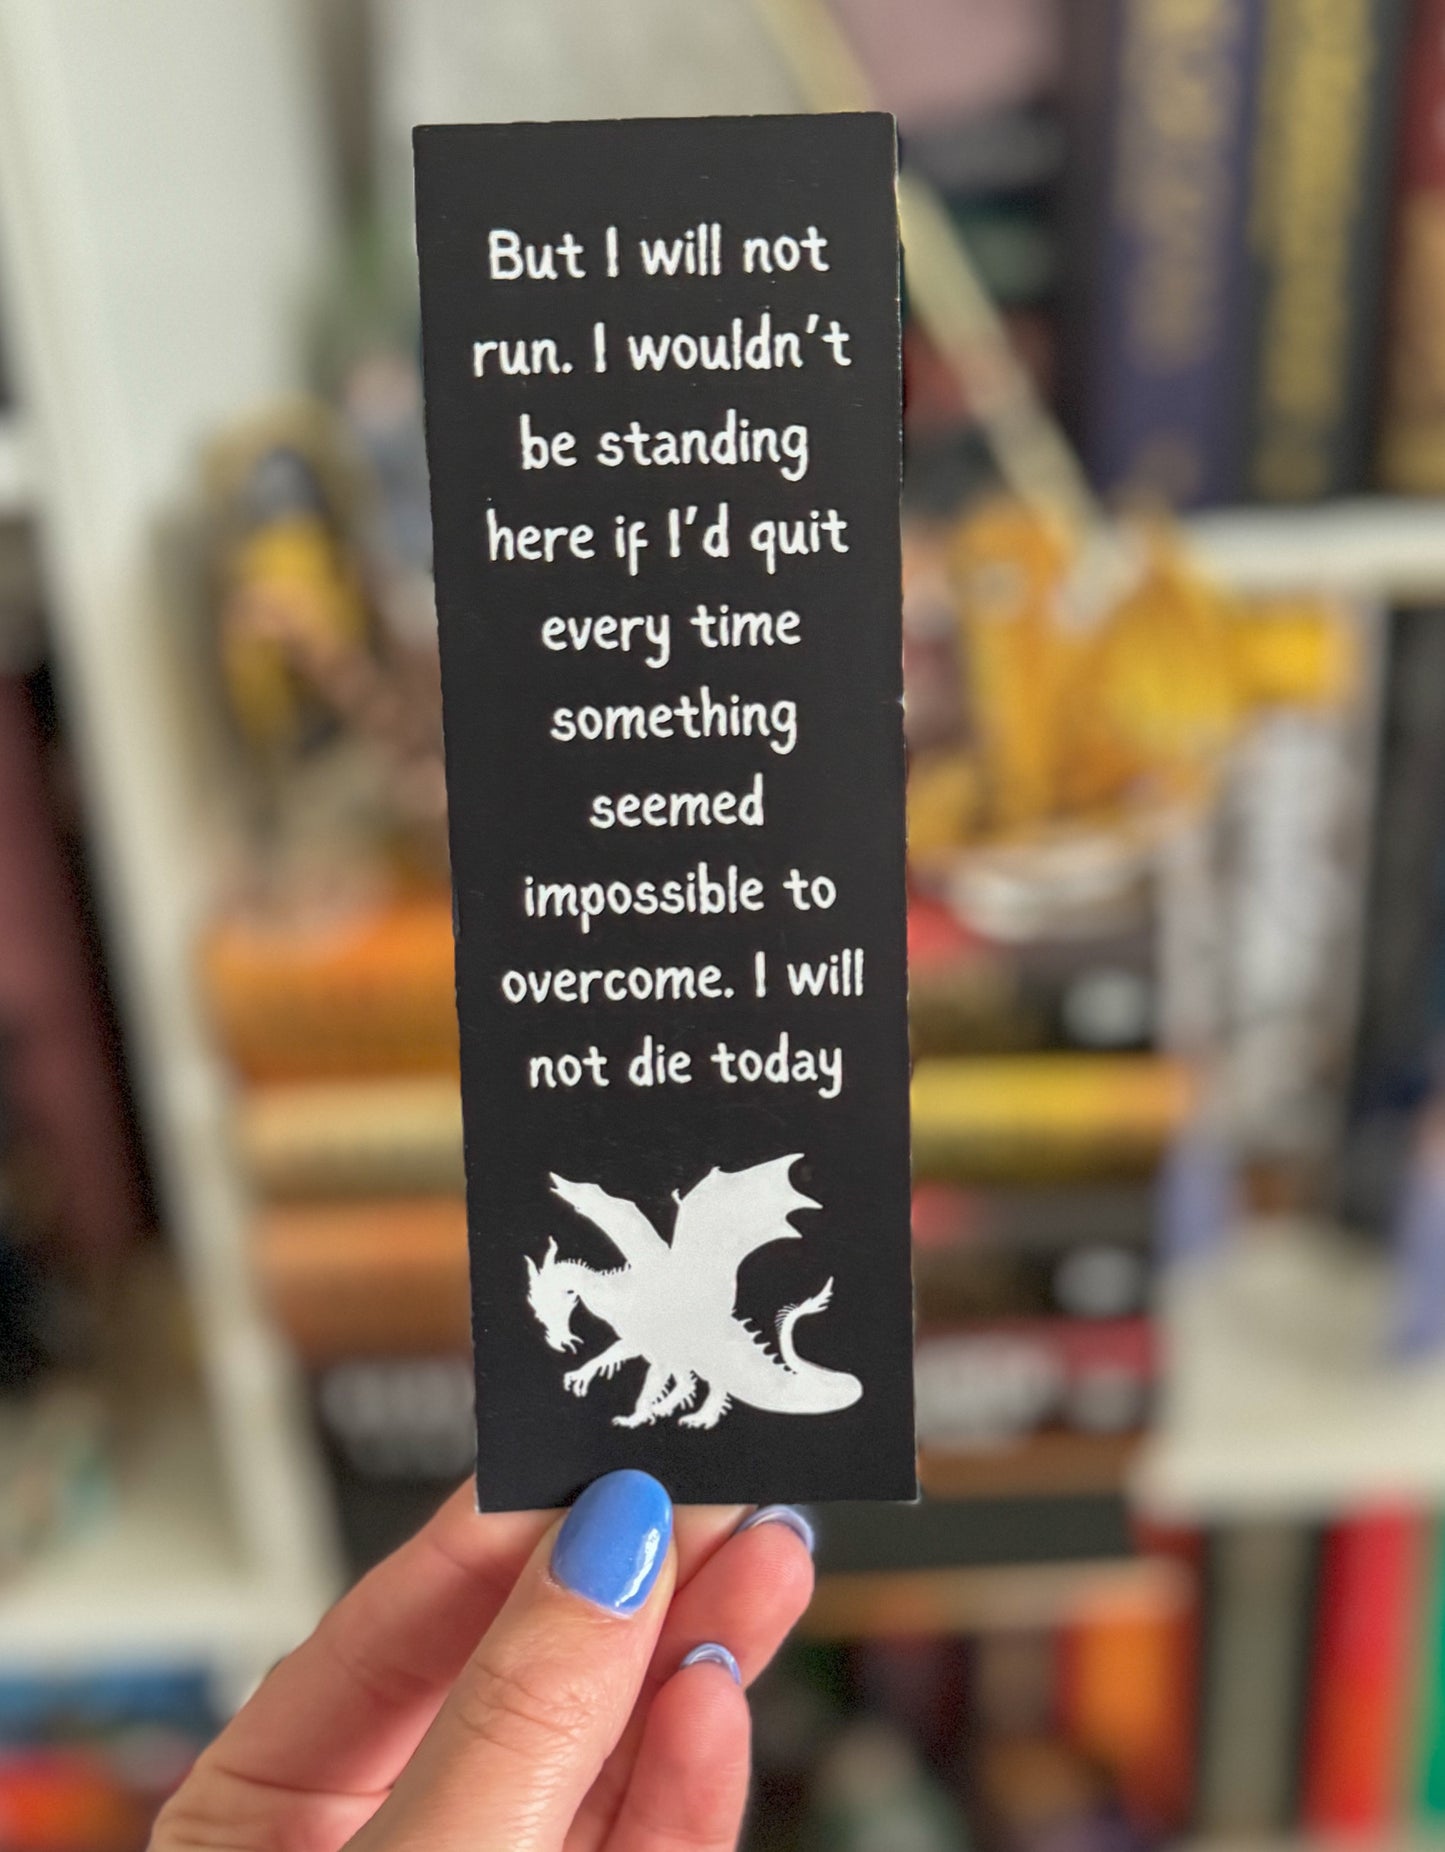 But I will not
run. I wouldn't
be standing
here if I'd quit
every time
something
seemed
impossible to
overcome. I will
not die today